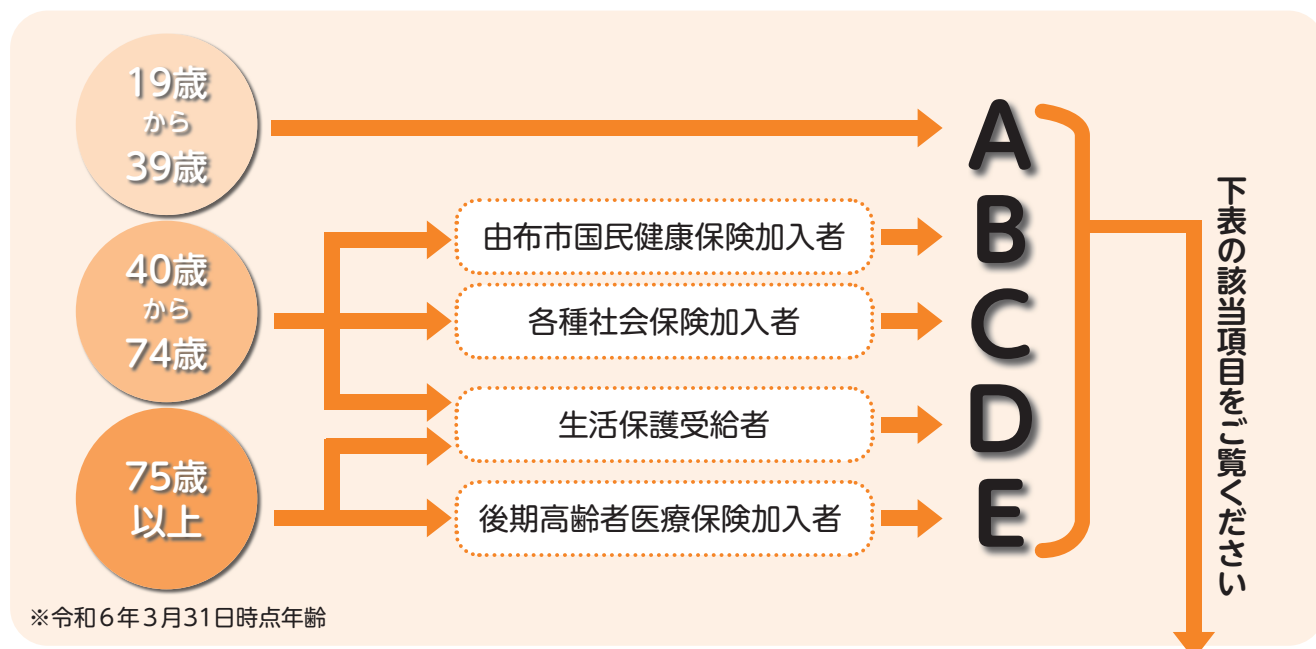 19歳
から
39歳
A
40歳
から
74歳
由布市国民健康保険加入者
B
各種社会保険加入者
C
生活保護受給者
D
75歳
以上
後期高齢者医療保険加入者
E
下表の該当項目をご覧ください
※令和6年3月31日時点年齢